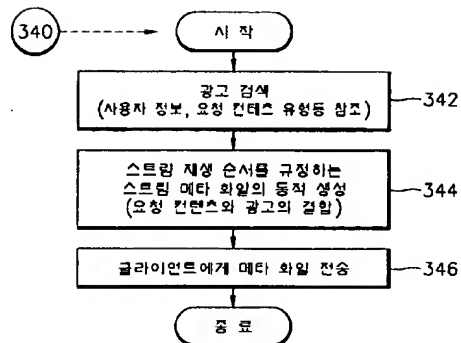 340
시 작
광고 검색
(사용자 정보, 요청 컨테츠 유형등 참조)
342
스트림 재생 순서를 규정하는
스트림 메타 화일의 동적 생성
(요청 컨텐츠와 광고의 결합)
344
클라이언트에게 메타 화일 전송
346
종 료